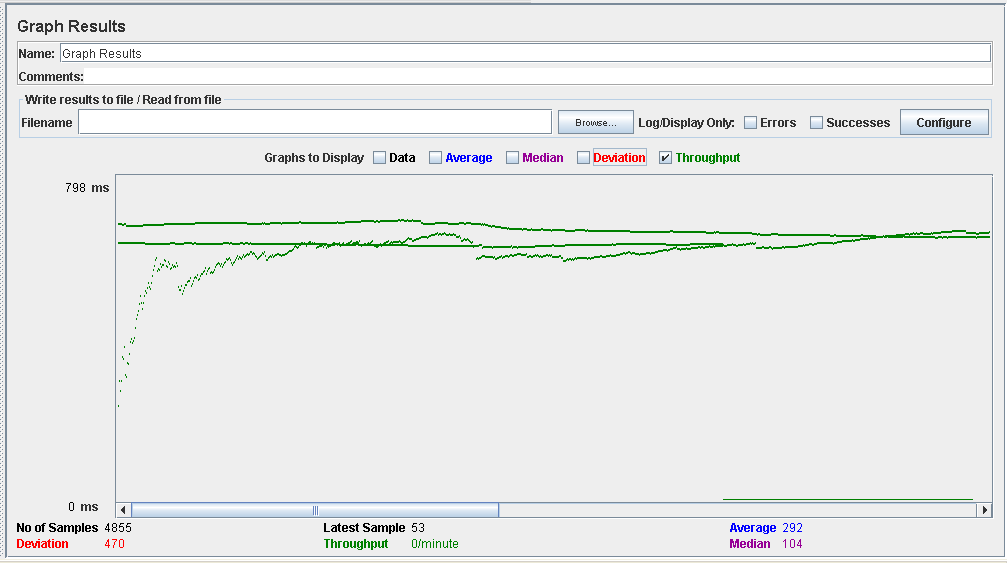 Graph Results
Name: Graph Results
Comments:
Write results to file / Read from file
Filename Browse... Log/Display Only: Errors Successes Configure
Graphs to Display Data Average Median Deviation Throughput
798 ms
0 ms
No of Samples 4855 Latest Sample 53 Average 292
Deviation 470 Throughput 0/minute Median 104